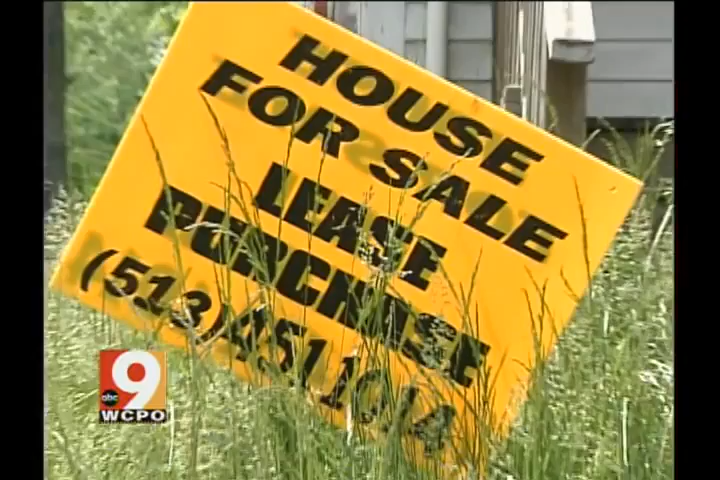 HOUSE
FOR SALE
LEASE
PURCHASE
(513)
abc
9
WCPO